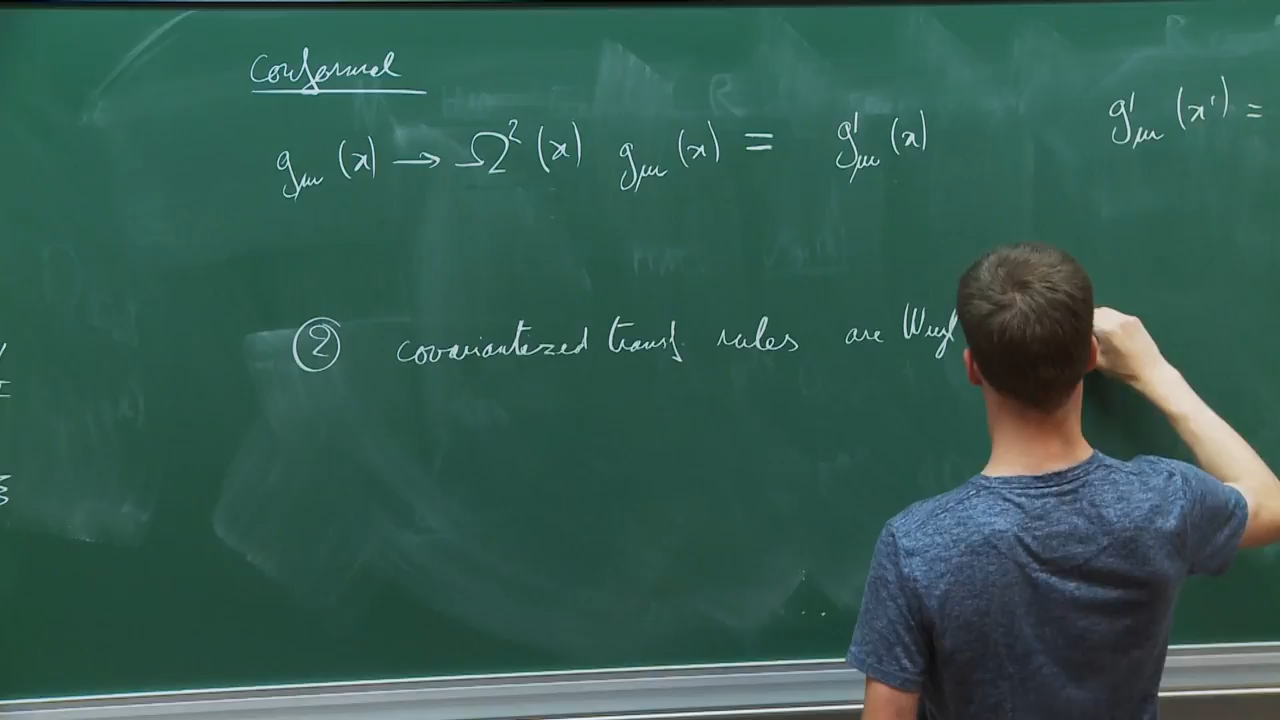 Conformal
g_μν (x) → Ω² (x) g_μν (x) = g'_μν (x)
g'_μν (x') =
② covariantized transf. rules are Weyl